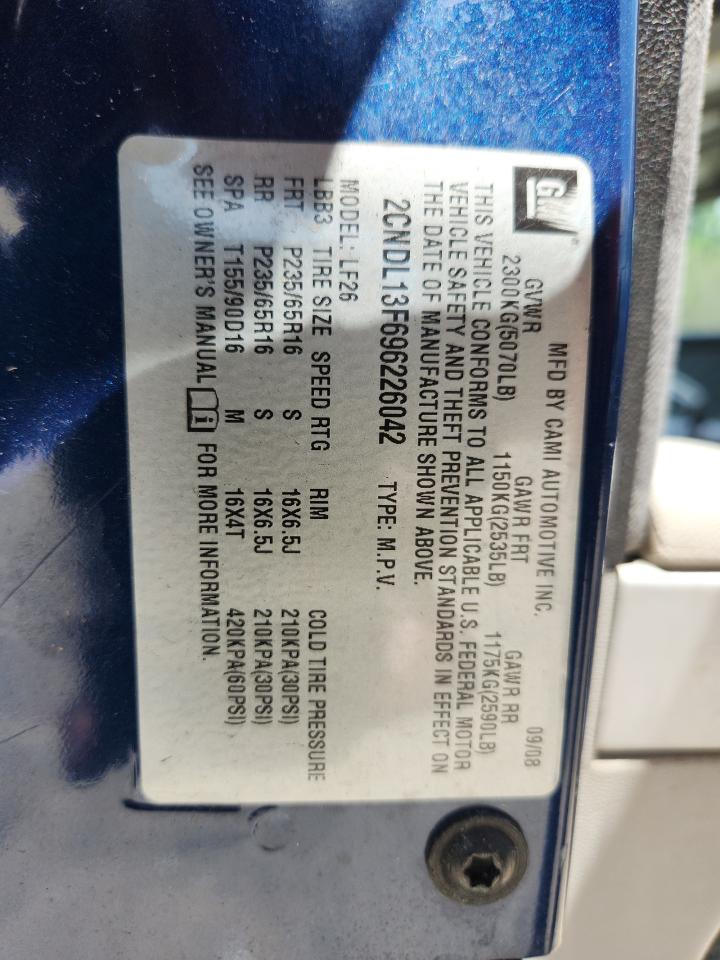 GM
MFD BY CAMI AUTOMOTIVE INC. 09/08
GVWR GAWR FRT GAWR RR
2300KG(5070LB) 1150KG(2535LB) 1175KG(2590LB)
THIS VEHICLE CONFORMS TO ALL APPLICABLE U.S. FEDERAL MOTOR
VEHICLE SAFETY AND THEFT PREVENTION STANDARDS IN EFFECT ON
THE DATE OF MANUFACTURE SHOWN ABOVE.
2CNDL13F696226042 TYPE: M.P.V.
MODEL: LF26
LBB3 TIRE SIZE SPEED RTG RIM COLD TIRE PRESSURE
FRT P235/65R16 S 16X6.5J 210KPA(30PSI)
RR P235/65R16 S 16X6.5J 210KPA(30PSI)
SPA T155/90D16 M 16X4T 420KPA(60PSI)
SEE OWNER'S MANUAL i FOR MORE INFORMATION.